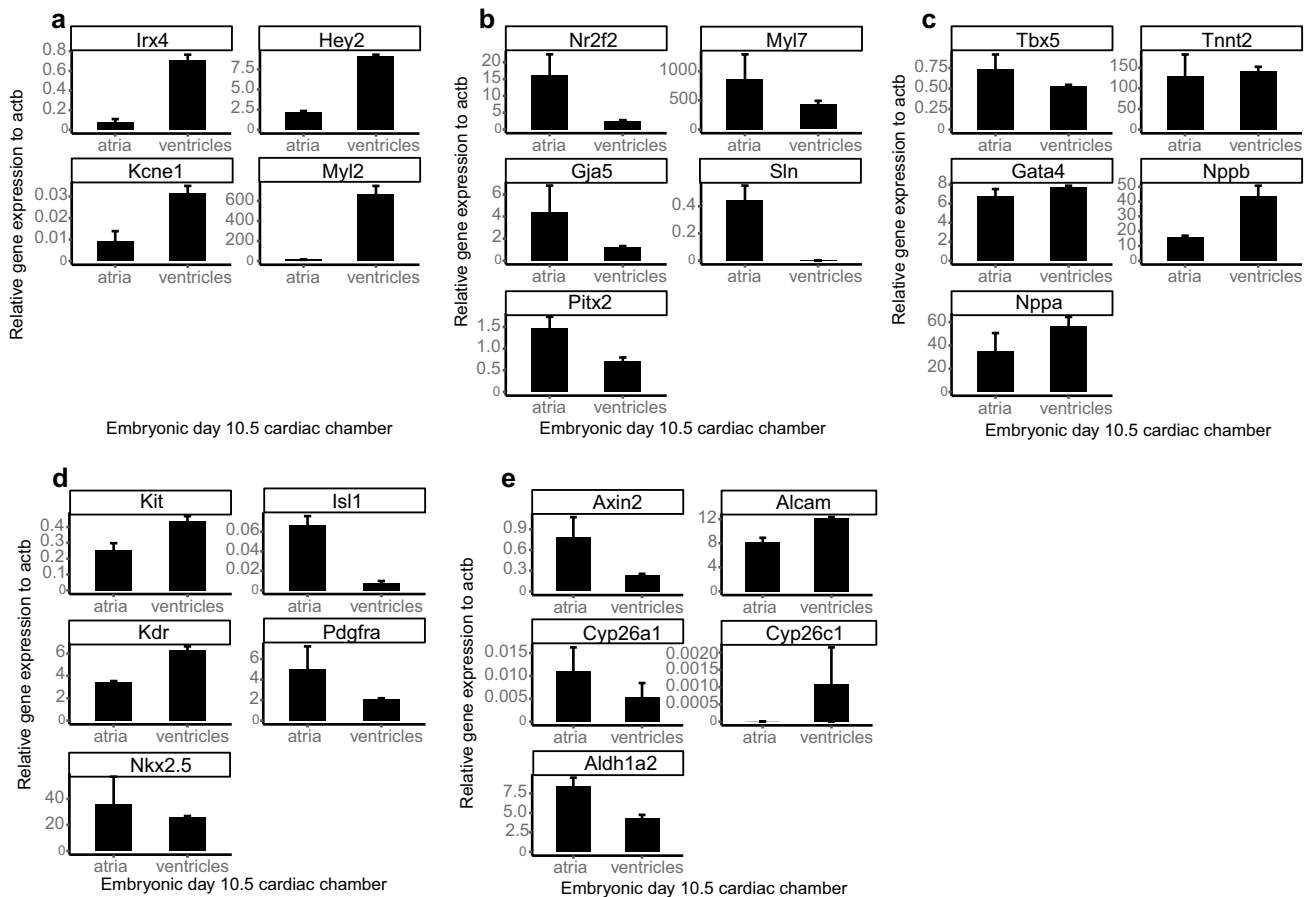 a
Irx4
Hey2
Relative gene expression to actb
0.8
0.6
0.4
0.2
0
7.5
5.0
2.5
0
atria ventricles
atria ventricles
Kcne1
Myl2
0.03
0.02
0.01
0
600
400
200
0
atria ventricles
atria ventricles
Embryonic day 10.5 cardiac chamber
b
Nr2f2
Myl7
Relative gene expression to actb
20
15
10
5
0
1000
500
0
atria ventricles
atria ventricles
Gja5
Sln
6
4
2
0
0.4
0.2
0
atria ventricles
atria ventricles
Pitx2
1.5
1.0
0.5
0
atria ventricles
Embryonic day 10.5 cardiac chamber
c
Tbx5
Tnnt2
Relative gene expression to actb
0.75
0.50
0.25
0
150
100
50
0
atria ventricles
atria ventricles
Gata4
Nppb
8
6
4
2
0
50
40
30
20
10
0
atria ventricles
atria ventricles
Nppa
60
40
20
0
atria ventricles
Embryonic day 10.5 cardiac chamber
d
Kit
Isl1
Relative gene expression to actb
0.4
0.3
0.2
0.1
0
0.06
0.04
0.02
0
atria ventricles
atria ventricles
Kdr
Pdgfra
6
4
2
0
6
4
2
0
atria ventricles
atria ventricles
Nkx2.5
40
20
0
atria ventricles
Embryonic day 10.5 cardiac chamber
e
Axin2
Alcam
Relative gene expression to actb
0.9
0.6
0.3
0
12
8
4
0
atria ventricles
atria ventricles
Cyp26a1
Cyp26c1
0.015
0.010
0.005
0
0.0020
0.0015
0.0010
0.0005
0
atria ventricles
atria ventricles
Aldh1a2
7.5
5.0
2.5
0
atria ventricles
Embryonic day 10.5 cardiac chamber